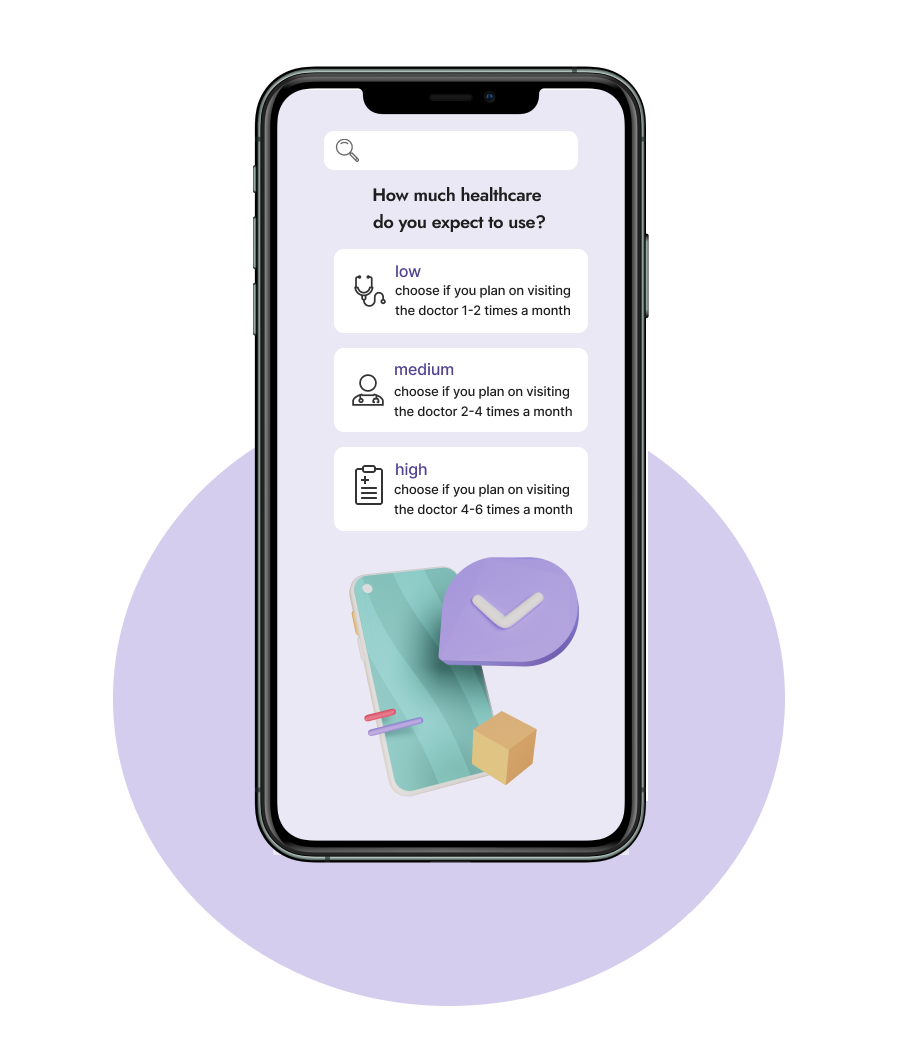 How much healthcare
do you expect to use?
low
choose if you plan on visiting
the doctor 1-2 times a month
medium
choose if you plan on visiting
the doctor 2-4 times a month
high
choose if you plan on visiting
the doctor 4-6 times a month